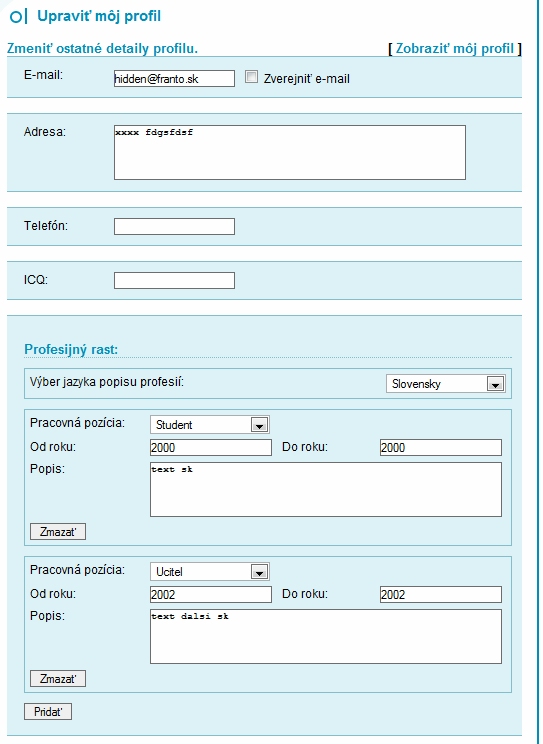 Upraviť môj profil
Zmeniť ostatné detaily profilu. [ Zobraziť môj profil ]
E-mail: hidden@franto.sk Zverejniť e-mail
Adresa: xxxx fdgsfdsf
Telefón:
ICQ:
Profesijný rast:
Výber jazyka popisu profesií: Slovensky
Pracovná pozícia: Student
Od roku: 2000 Do roku: 2000
Popis: text sk
Zmazať
Pracovná pozícia: Ucitel
Od roku: 2002 Do roku: 2002
Popis: text dalsi sk
Zmazať
Pridať